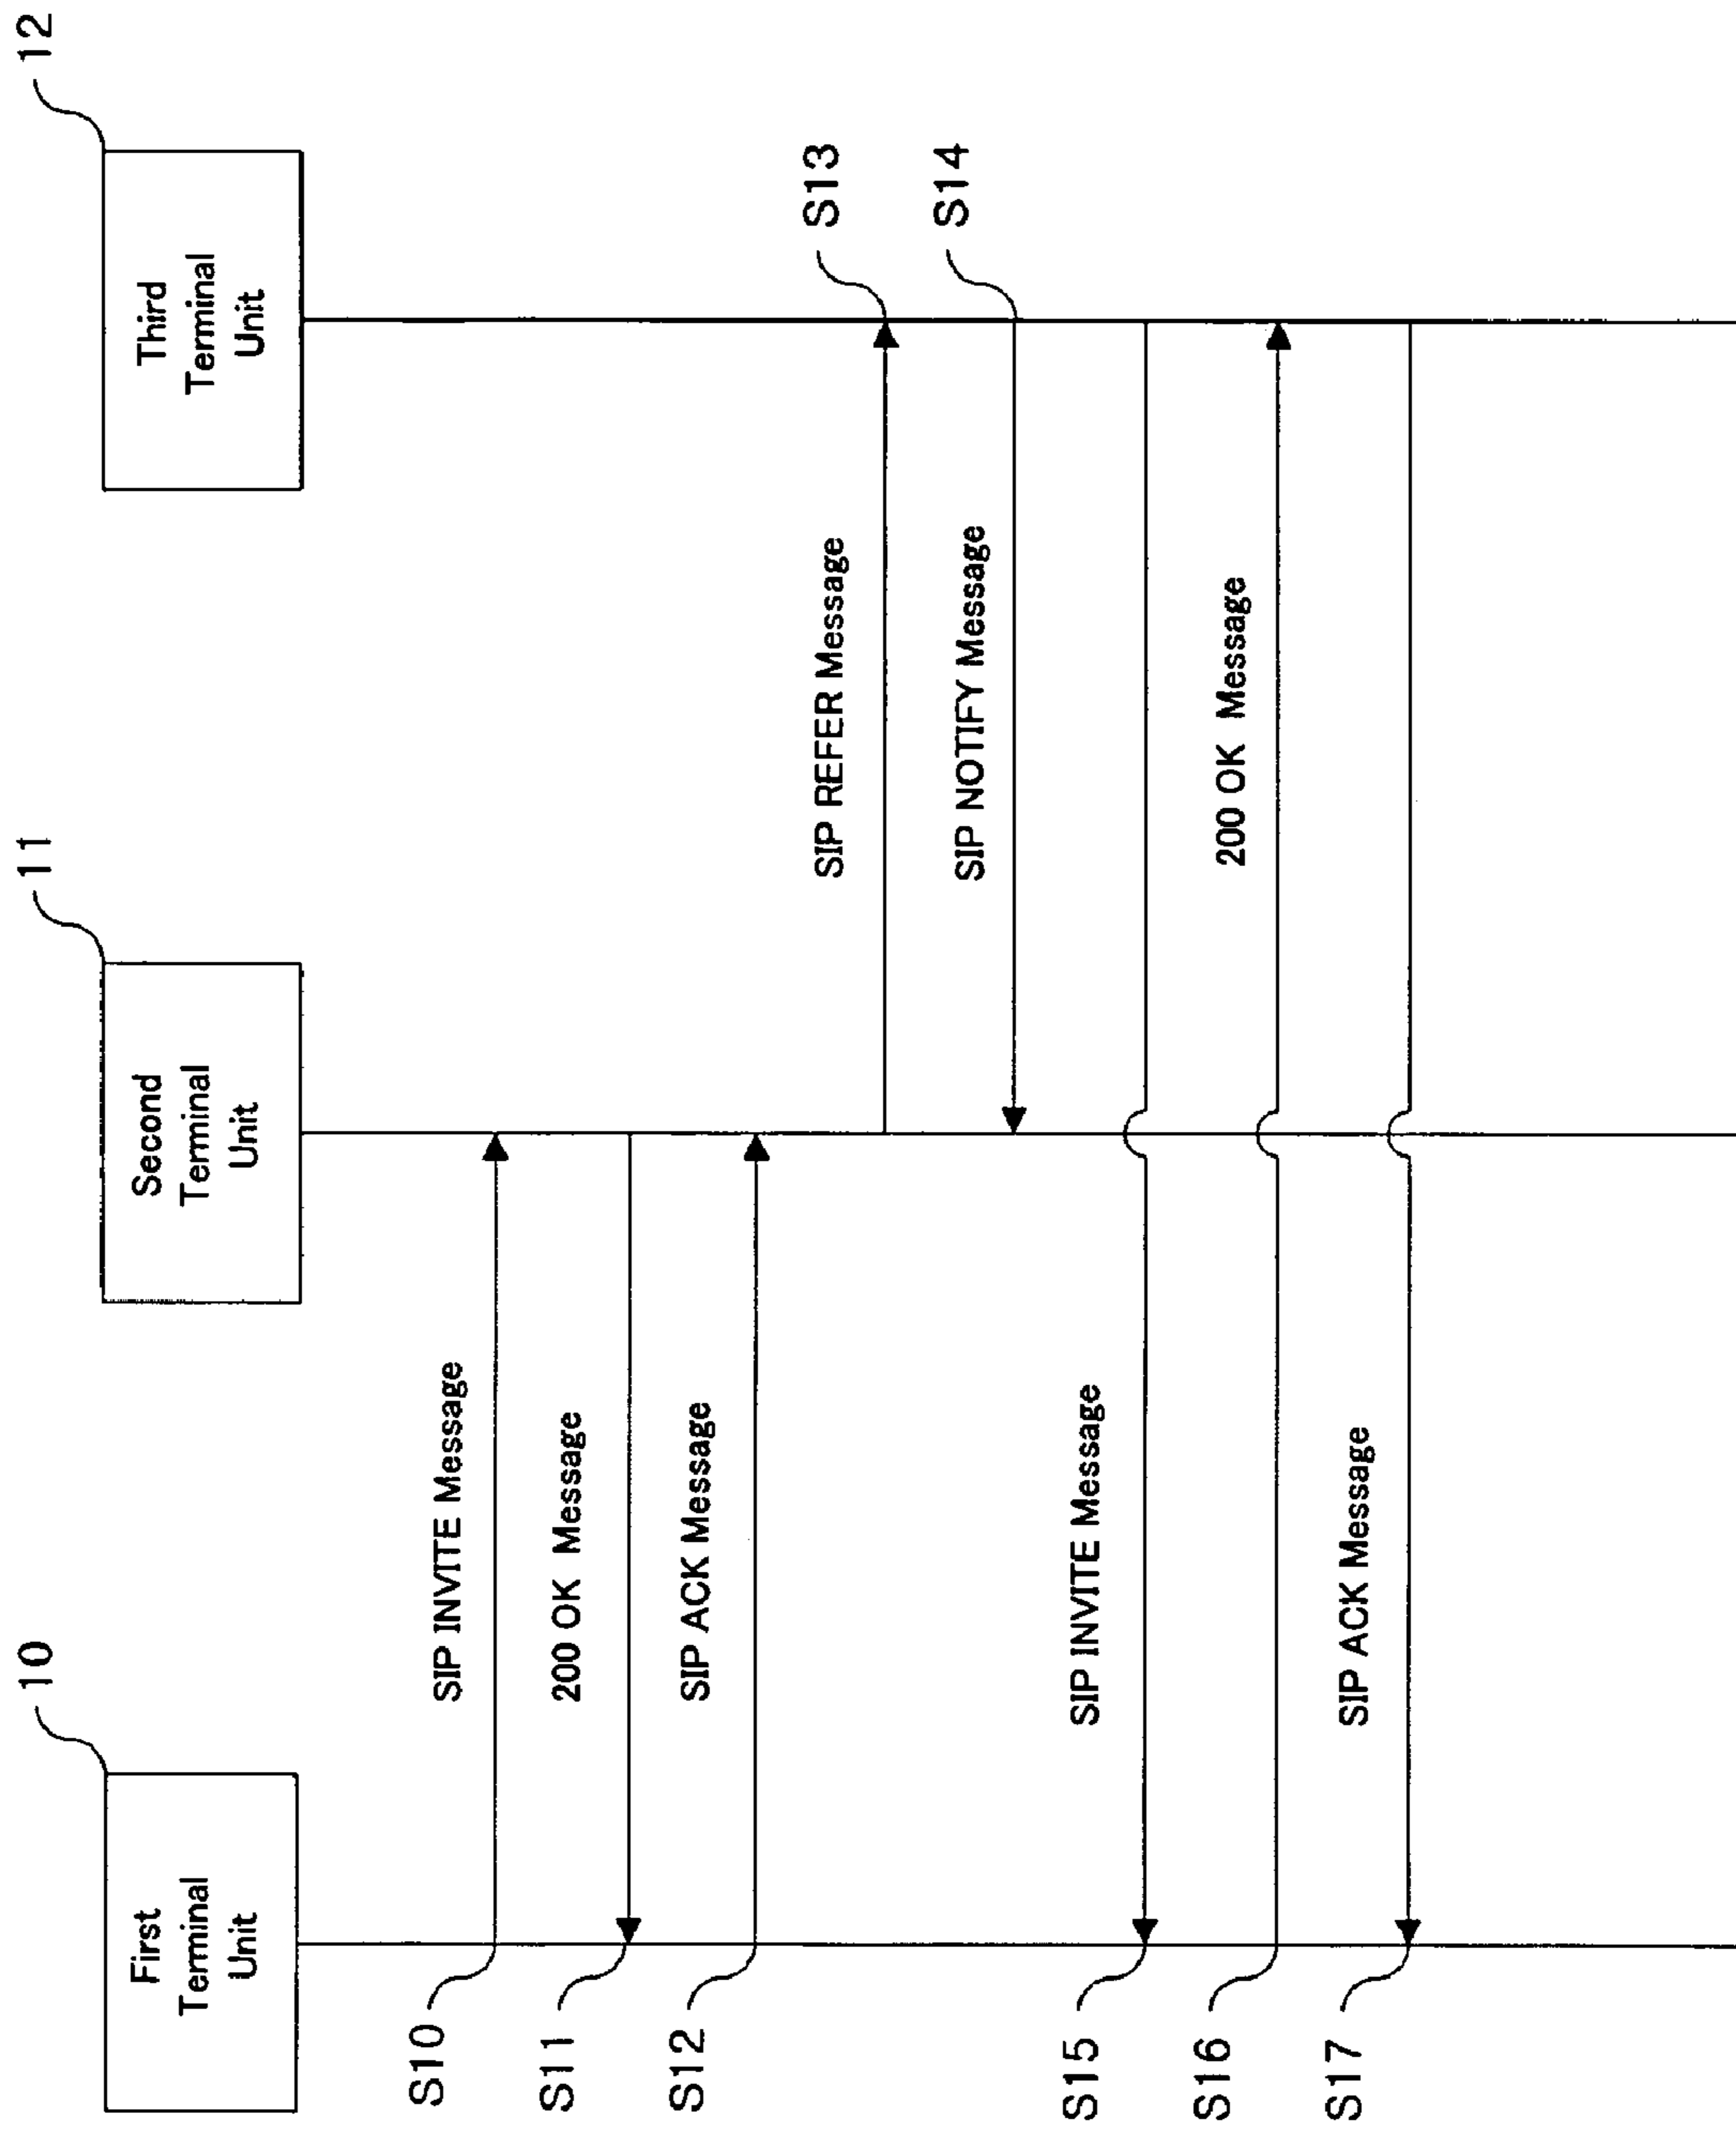 10
11
12
First
Terminal
Unit
Second
Terminal
Unit
Third
Terminal
Unit
S10
SIP INVITE Message
S11
200 OK Message
S12
SIP ACK Message
SIP REFER Message
S13
SIP NOTIFY Message
S14
S15
SIP INVITE Message
S16
200 OK Message
S17
SIP ACK Message